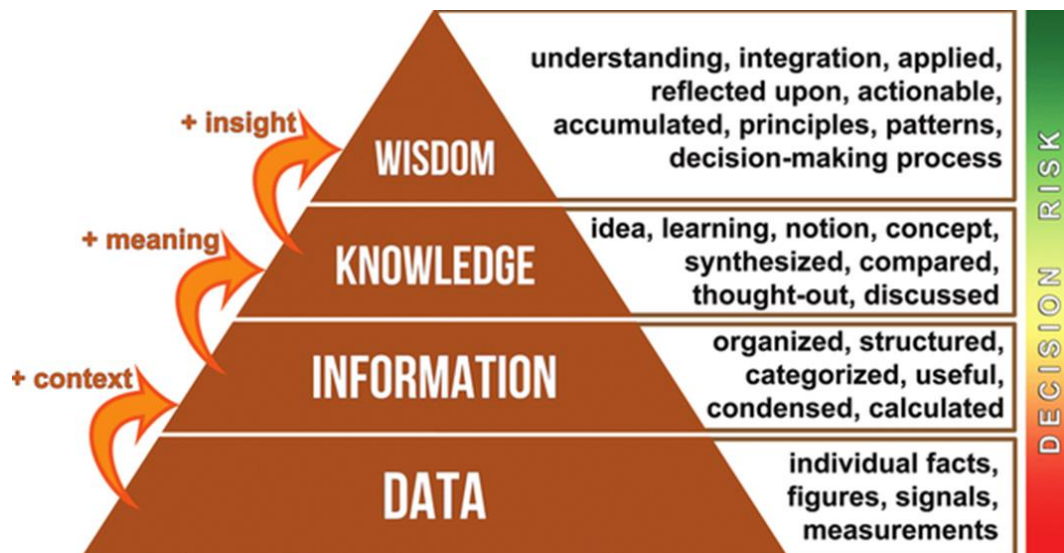 understanding, integration, applied,
reflected upon, actionable,
accumulated, principles, patterns,
decision-making process
+ insight
WISDOM
idea, learning, notion, concept,
synthesized, compared,
thought-out, discussed
+ meaning
KNOWLEDGE
organized, structured,
categorized, useful,
condensed, calculated
+ context
INFORMATION
individual facts,
figures, signals,
measurements
DATA
DECISION RISK